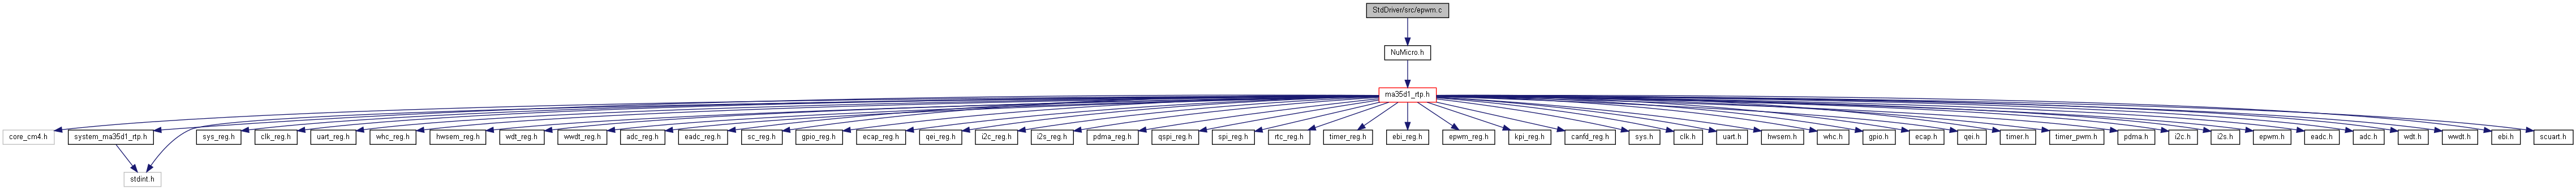 StdDriver/src/epwm.c
NuMicro.h
ma35d1_rtp.h
core_cm4.h
system_ma35d1_rtp.h
sys_reg.h
clk_reg.h
uart_reg.h
whc_reg.h
hwsem_reg.h
wdt_reg.h
wwdt_reg.h
adc_reg.h
eadc_reg.h
sc_reg.h
gpio_reg.h
ecap_reg.h
qei_reg.h
i2c_reg.h
i2s_reg.h
pdma_reg.h
qspi_reg.h
spi_reg.h
rtc_reg.h
timer_reg.h
ebi_reg.h
epwm_reg.h
kpi_reg.h
canfd_reg.h
sys.h
clk.h
uart.h
hwsem.h
whc.h
gpio.h
ecap.h
qei.h
timer.h
timer_pwm.h
pdma.h
i2c.h
i2s.h
epwm.h
eadc.h
adc.h
wdt.h
wwdt.h
ebi.h
scuart.h
stdint.h